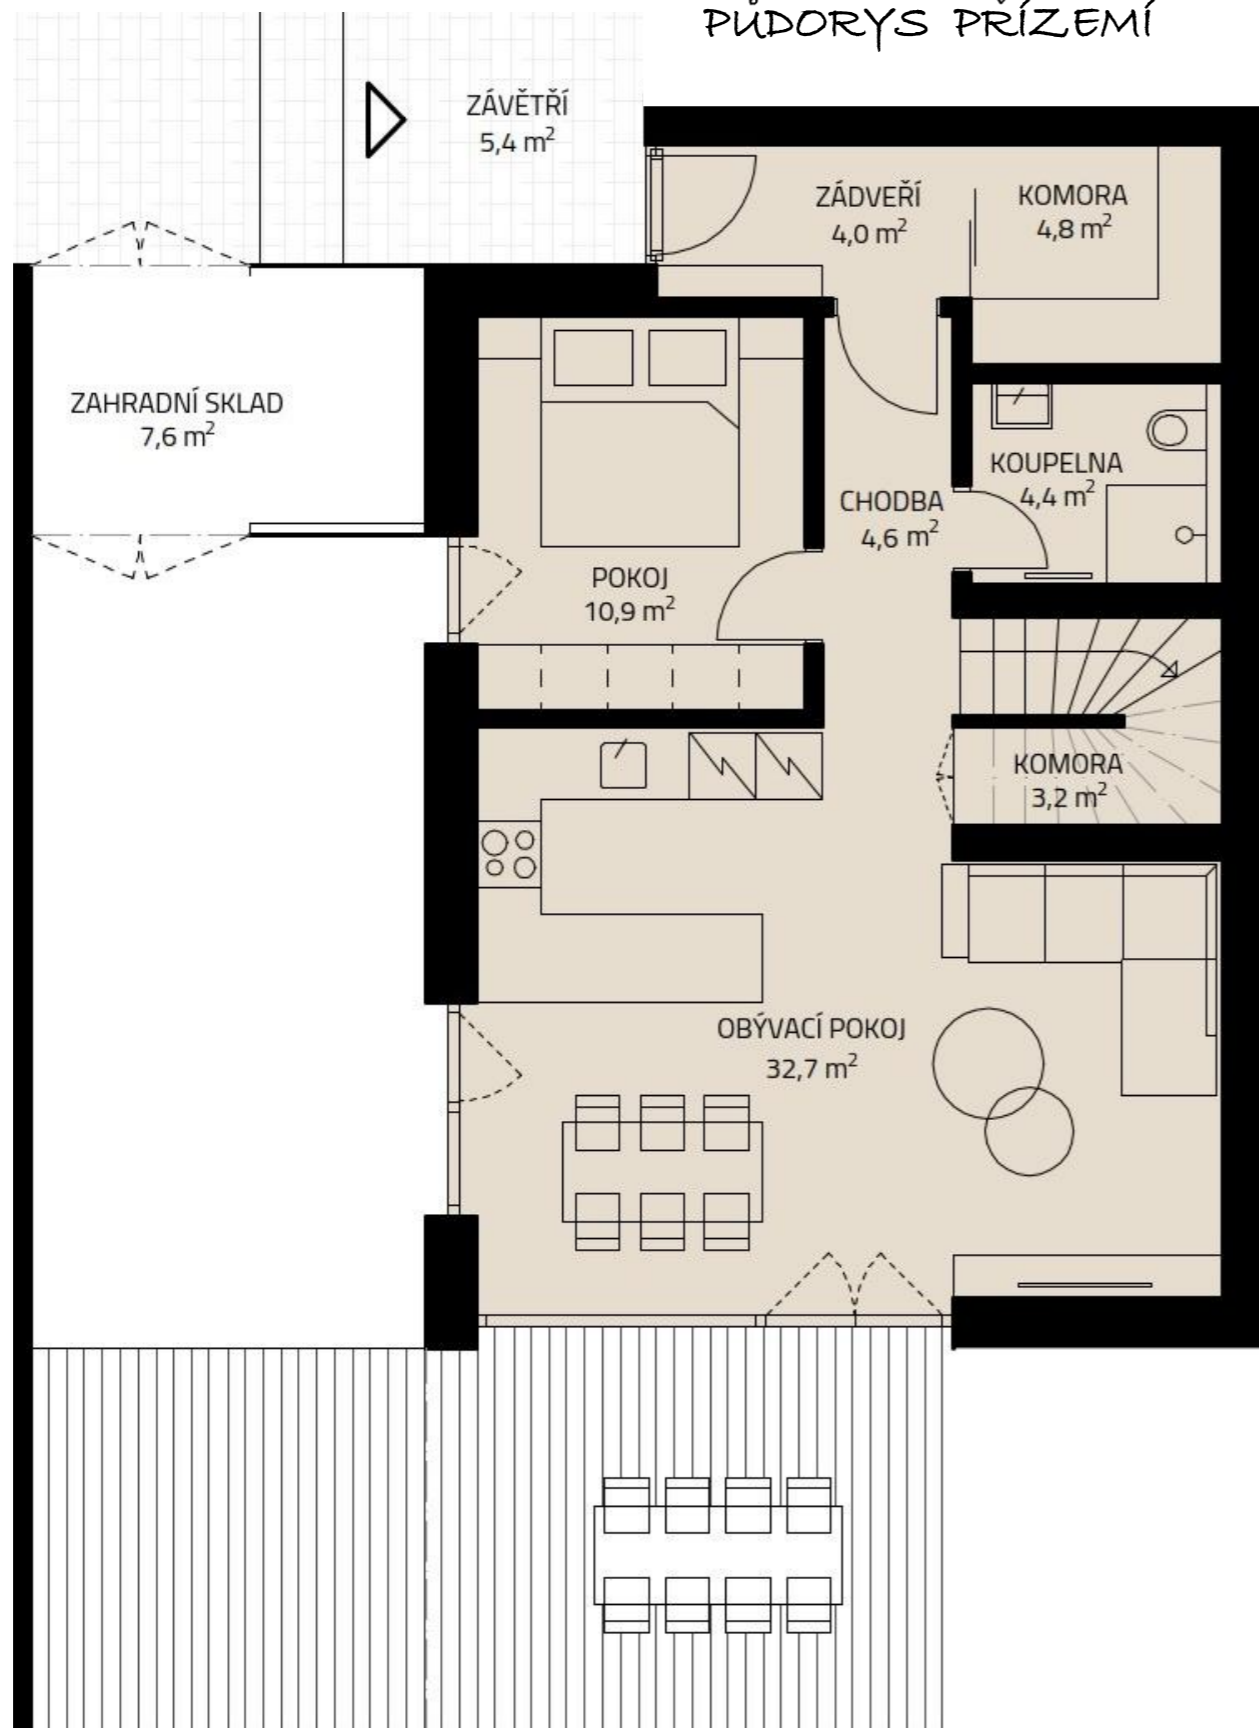 PŮDORYS PŘÍZEMÍ
ZÁVĚTŘÍ
5,4 m²
ZÁDVEŘÍ
4,0 m²
KOMORA
4,8 m²
ZAHRADNÍ SKLAD
7,6 m²
KOUPELNA
4,4 m²
CHODBA
4,6 m²
POKOJ
10,9 m²
KOMORA
3,2 m²
OBÝVACÍ POKOJ
32,7 m²